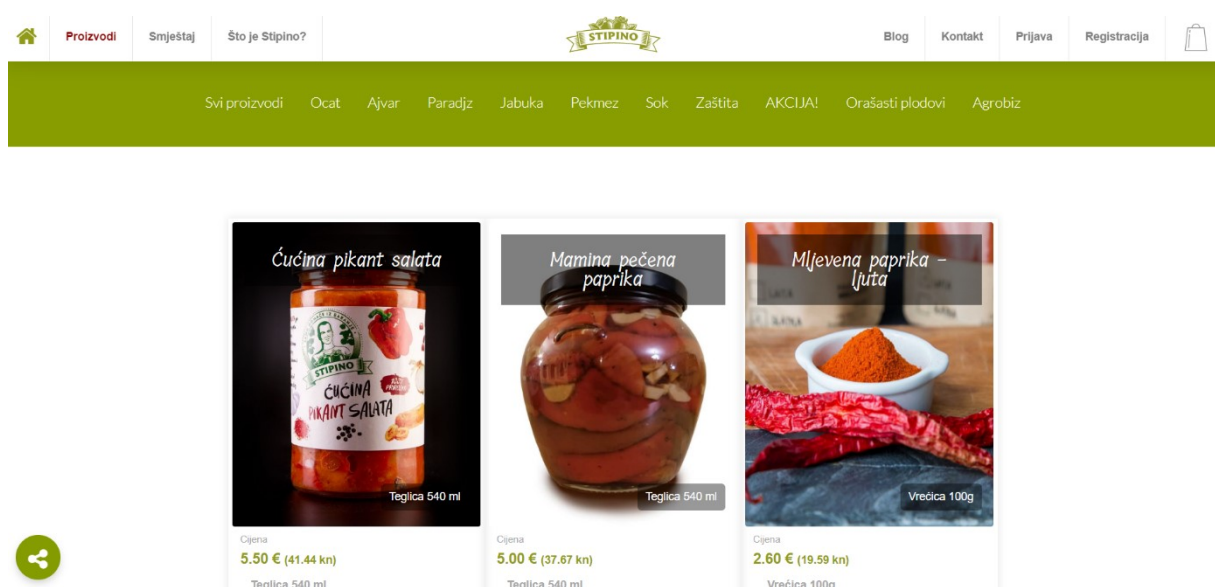 Proizvodi Smještaj Što je Stipino? STIPINO Blog Kontakt Prijava Registracija
Svi proizvodi Ocat Ajvar Paradjz Jabuka Pekmez Sok Zaštita AKCIJA! Orašasti plodovi Agrobiz
Ćućina pikant salata
STIPINO
ĆUĆINA
PIKANT SALATA
Teglica 540 ml
Mamina pečena
paprika
Teglica 540 ml
Mljevena paprika -
ljuta
Vrećica 100g
Cijena
5.50 € (41.44 kn)
Teglica 540 ml
Cijena
5.00 € (37.67 kn)
Teglica 540 ml
Cijena
2.60 € (19.59 kn)
Vrećica 100g